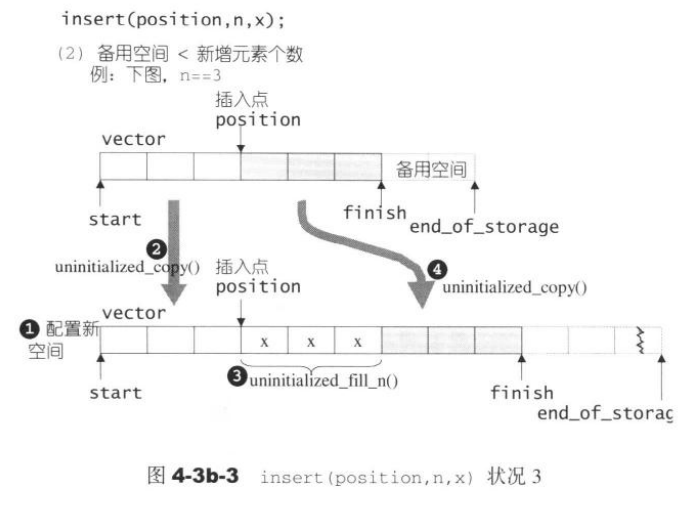 insert(position,n,x);
(2) 备用空间 < 新增元素个数
例：下图，n==3
插入点
position
vector
备用空间
start
finish
end_of_storage
❷
uninitialized_copy()
插入点
position
❹
uninitialized_copy()
vector
❶ 配置新
空间
x x x
❸ uninitialized_fill_n()
start
finish
end_of_storag
图 4-3b-3 insert(position,n,x) 状况 3